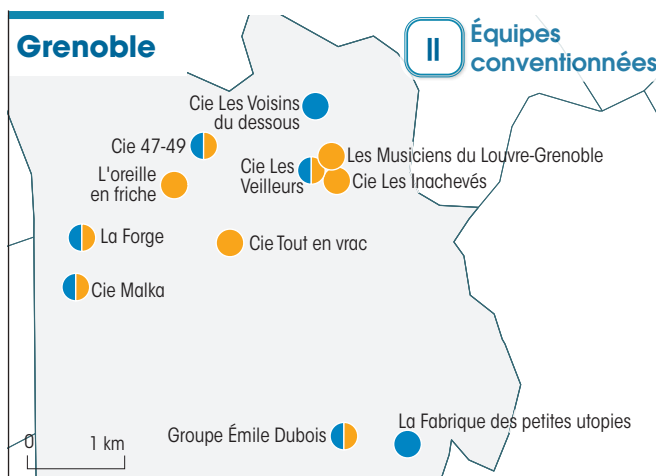 Grenoble
II
Équipes
conventionnées
Cie Les Voisins
du dessous
Cie 47-49
Les Musiciens du Louvre-Grenoble
L'oreille
en friche
Cie Les
Veilleurs
Cie Les Inachevés
La Forge
Cie Tout en vrac
Cie Malka
La Fabrique des petites utopies
Groupe Émile Dubois
0
1 km